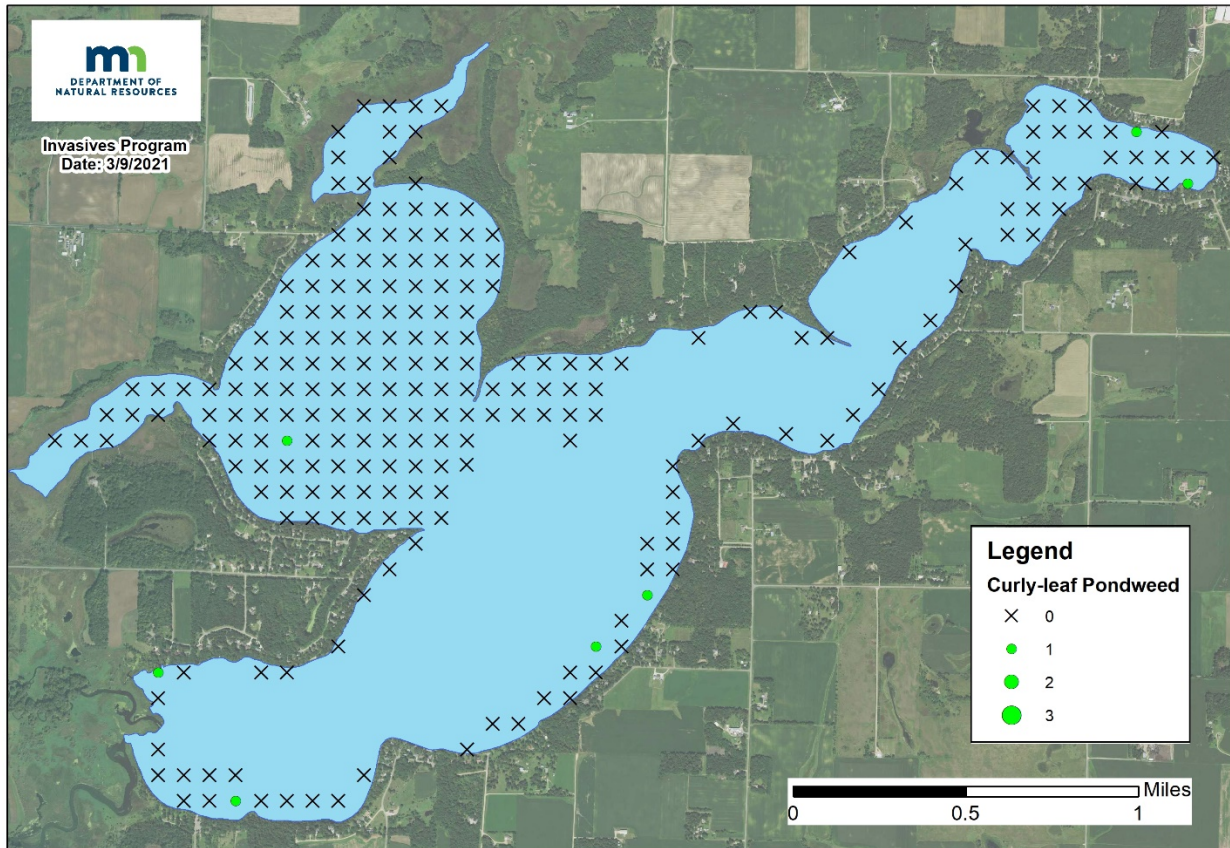 mn
DEPARTMENT OF
NATURAL RESOURCES
Invasives Program
Date: 3/9/2021
Legend
Curly-leaf Pondweed
0
1
2
3
Miles
0
0.5
1